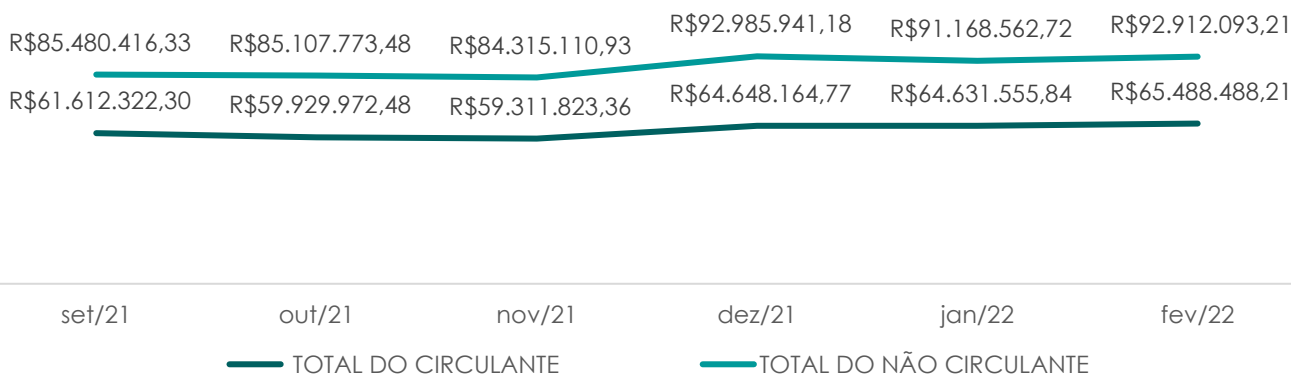 R$85.480.416,33 R$85.107.773,48 R$84.315.110,93 R$92.985.941,18 R$91.168.562,72 R$92.912.093,21
R$61.612.322,30 R$59.929.972,48 R$59.311.823,36 R$64.648.164,77 R$64.631.555,84 R$65.488.488,21
set/21 out/21 nov/21 dez/21 jan/22 fev/22
TOTAL DO CIRCULANTE TOTAL DO NÃO CIRCULANTE